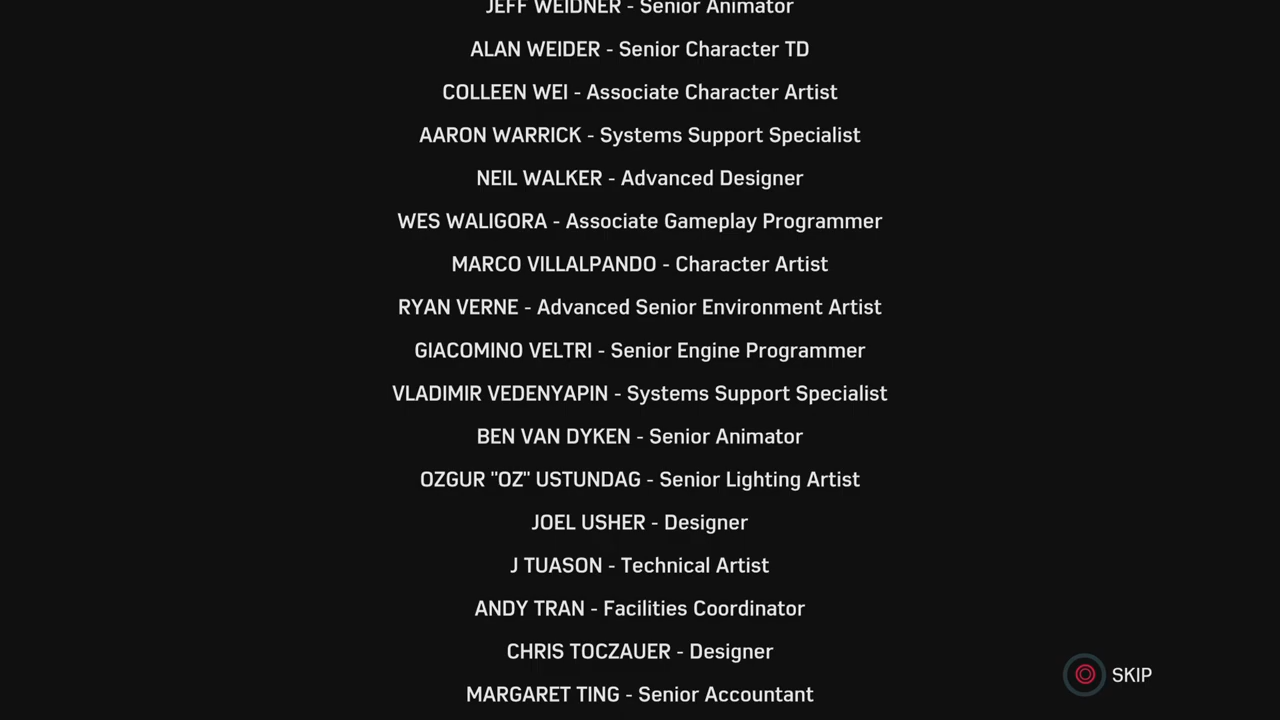 JEFF WEIDNER - Senior Animator
ALAN WEIDER - Senior Character TD
COLLEEN WEI - Associate Character Artist
AARON WARRICK - Systems Support Specialist
NEIL WALKER - Advanced Designer
WES WALIGORA - Associate Gameplay Programmer
MARCO VILLALPANDO - Character Artist
RYAN VERNE - Advanced Senior Environment Artist
GIACOMINO VELTRI - Senior Engine Programmer
VLADIMIR VEDENYAPIN - Systems Support Specialist
BEN VAN DYKEN - Senior Animator
OZGUR "OZ" USTUNDAG - Senior Lighting Artist
JOEL USHER - Designer
J TUASON - Technical Artist
ANDY TRAN - Facilities Coordinator
CHRIS TOCZAUER - Designer
MARGARET TING - Senior Accountant
SKIP